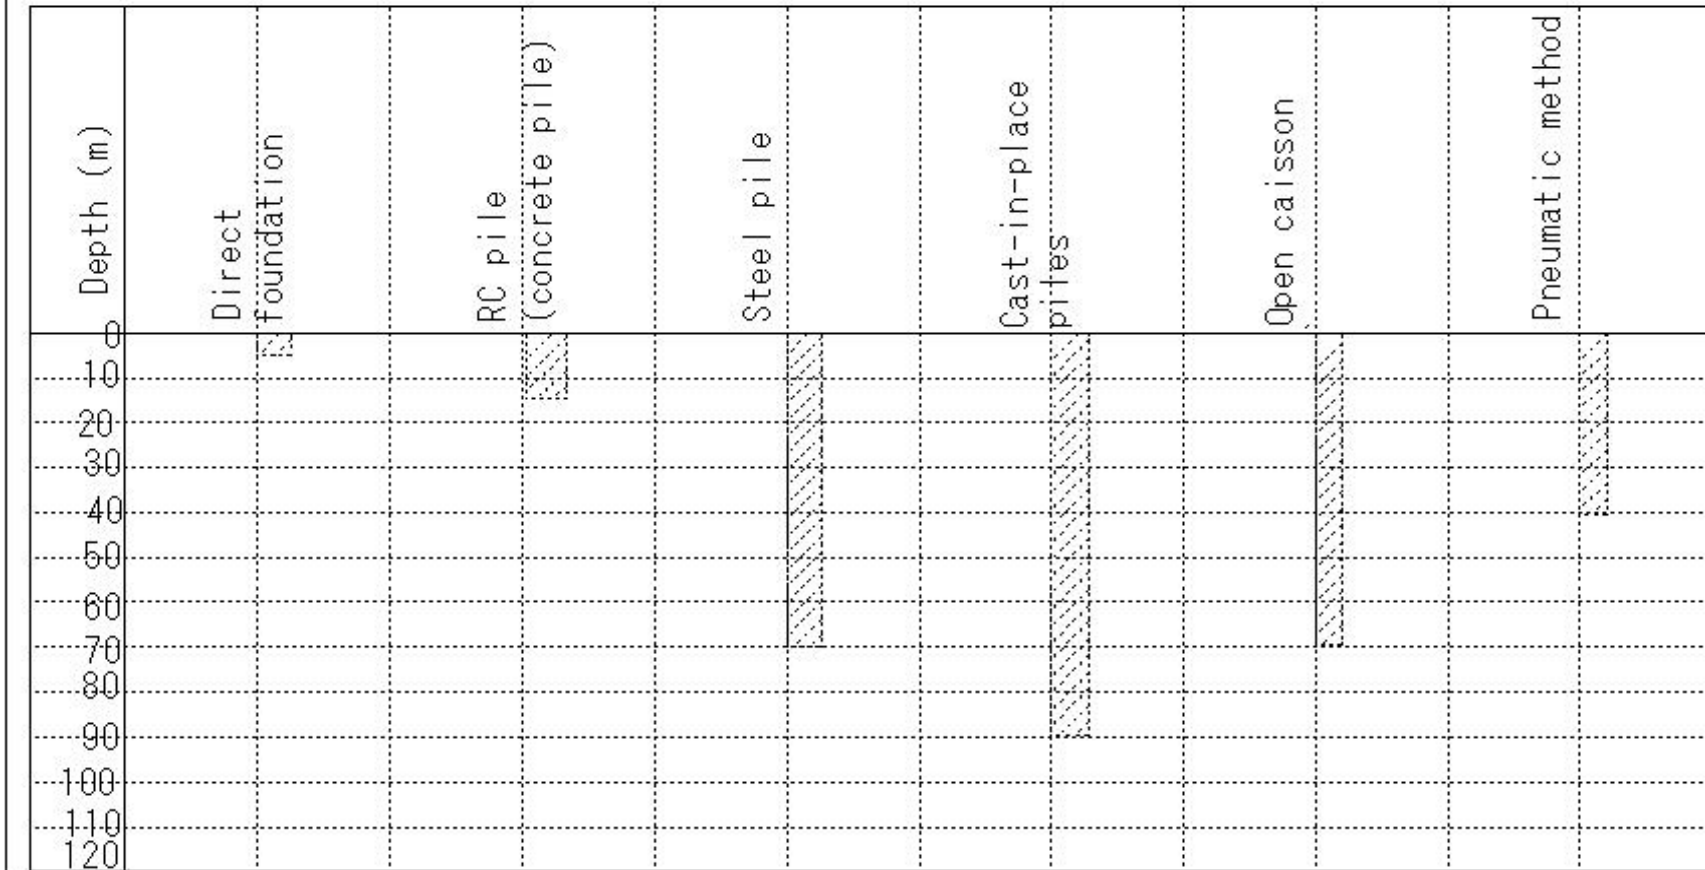 Depth (m)
Direct
foundation
RC pile
(concrete pile)
Steel pile
Cast-in-place
piles
Open caisson
Pneumatic method
0
10
20
30
40
50
60
70
80
90
100
110
120